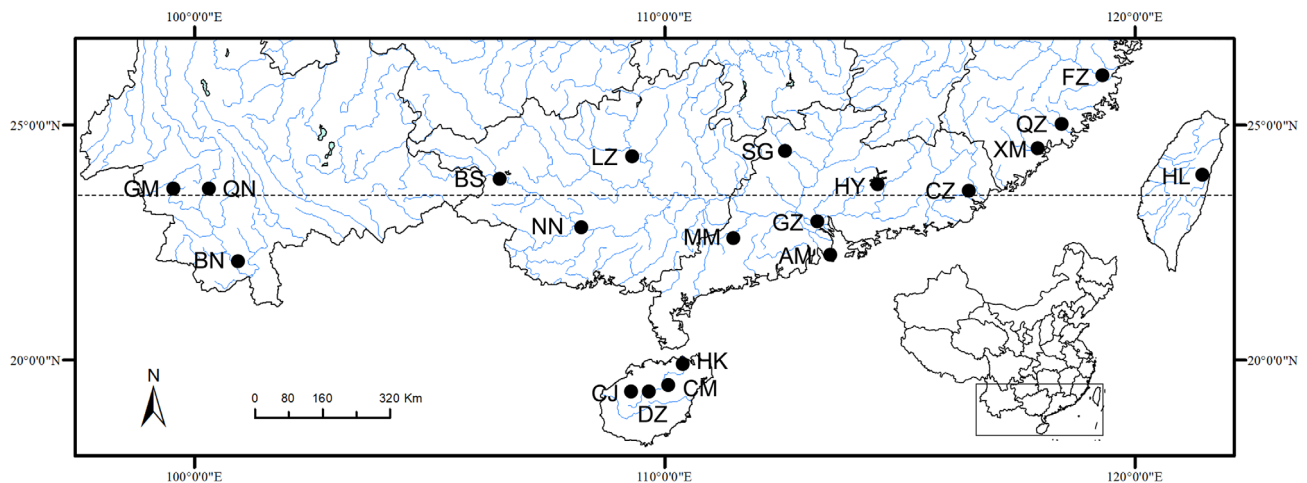 100°0'0"E 110°0'0"E 120°0'0"E
FZ
25°0'0"N QZ 25°0'0"N
XM
SG
LZ
HL
BS
HY
GM QN
CZ
GZ
NN
MM
AM
BN
20°0'0"N HK 20°0'0"N
N
CM
CJ
0 80 160 320 Km
DZ
100°0'0"E 110°0'0"E 120°0'0"E